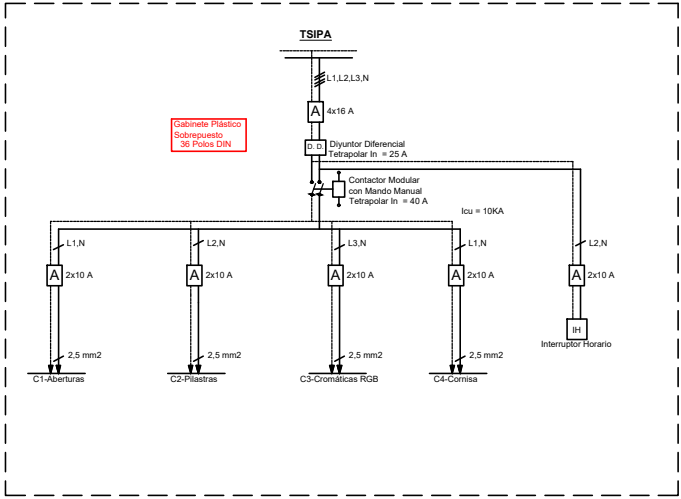 TSIPA
L1,L2,L3,N
A
4x16 A
Gabinete Plástico
Sobrepuesto
36 Polos DIN
D. D.
Diyuntor Diferencial
Tetrapolar In = 25 A
Contactor Modular
con Mando Manual
Tetrapolar In = 40 A
Icu = 10KA
L1,N
L2,N
L3,N
L1,N
L2,N
A
2x10 A
A
2x10 A
A
2x10 A
A
2x10 A
A
2x10 A
IH
Interruptor Horario
2,5 mm2
2,5 mm2
2,5 mm2
2,5 mm2
C1-Aberturas
C2-Pilastras
C3-Cromáticas RGB
C4-Cornisa